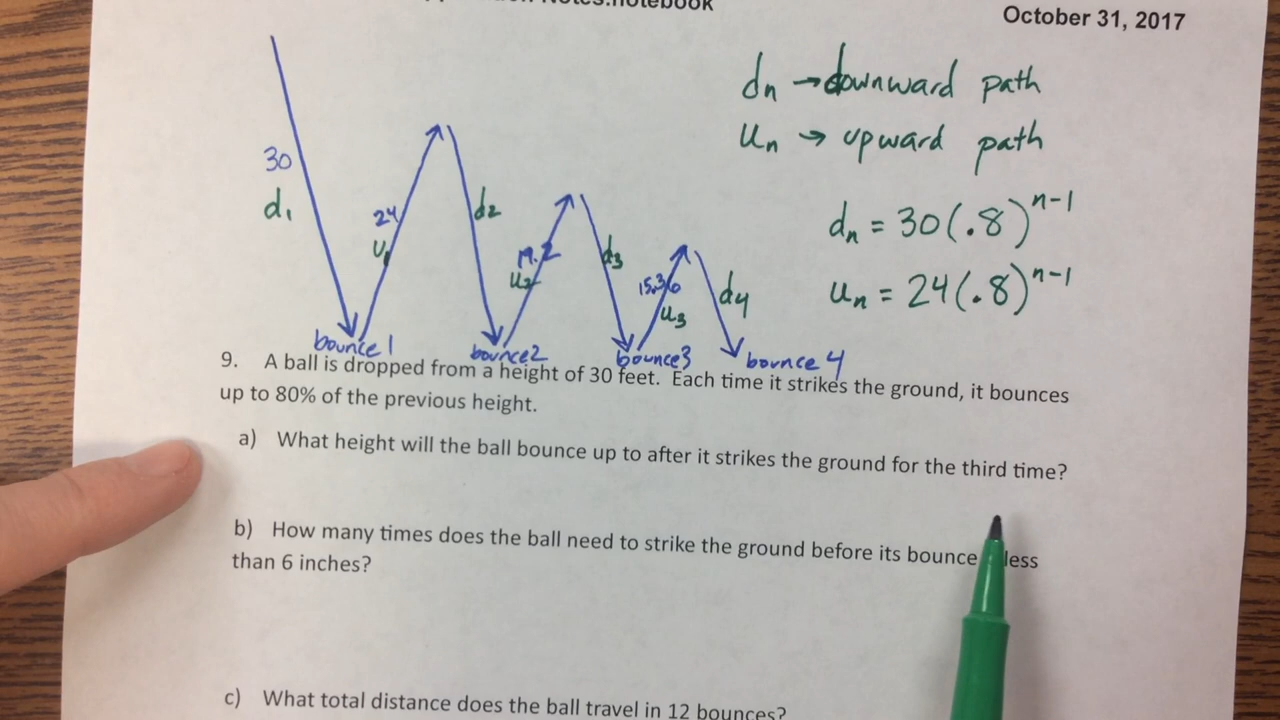 Notes.notebook
October 31, 2017
dn → downward path
un → upward path
30
d1
24
u1
d2
19.2
u2
d3
15.36
u3
d4
dn = 30(.8)^n-1
un = 24(.8)^n-1
bounce 1
bounce 2
bounce 3
bounce 4
9. A ball is dropped from a height of 30 feet. Each time it strikes the ground, it bounces
up to 80% of the previous height.
a) What height will the ball bounce up to after it strikes the ground for the third time?
b) How many times does the ball need to strike the ground before its bounce less
than 6 inches?
c) What total distance does the ball travel in 12 bounces?